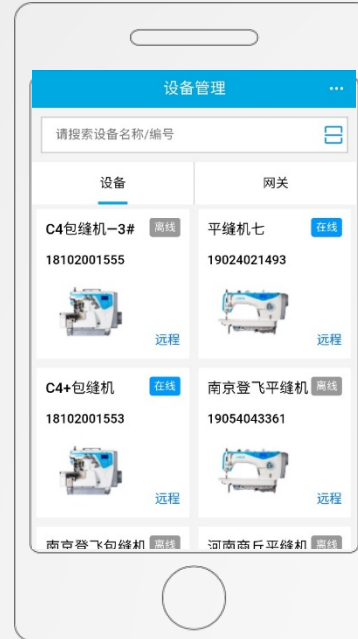 设备管理
请搜索设备名称/编号
设备
网关
C4包缝机—3#
离线
18102001555
远程
平缝机七
在线
19024021493
远程
C4+包缝机
在线
18102001553
远程
南京登飞平缝机
离线
19054043361
远程
南京登飞包缝机
离线
河南商丘平缝机
离线